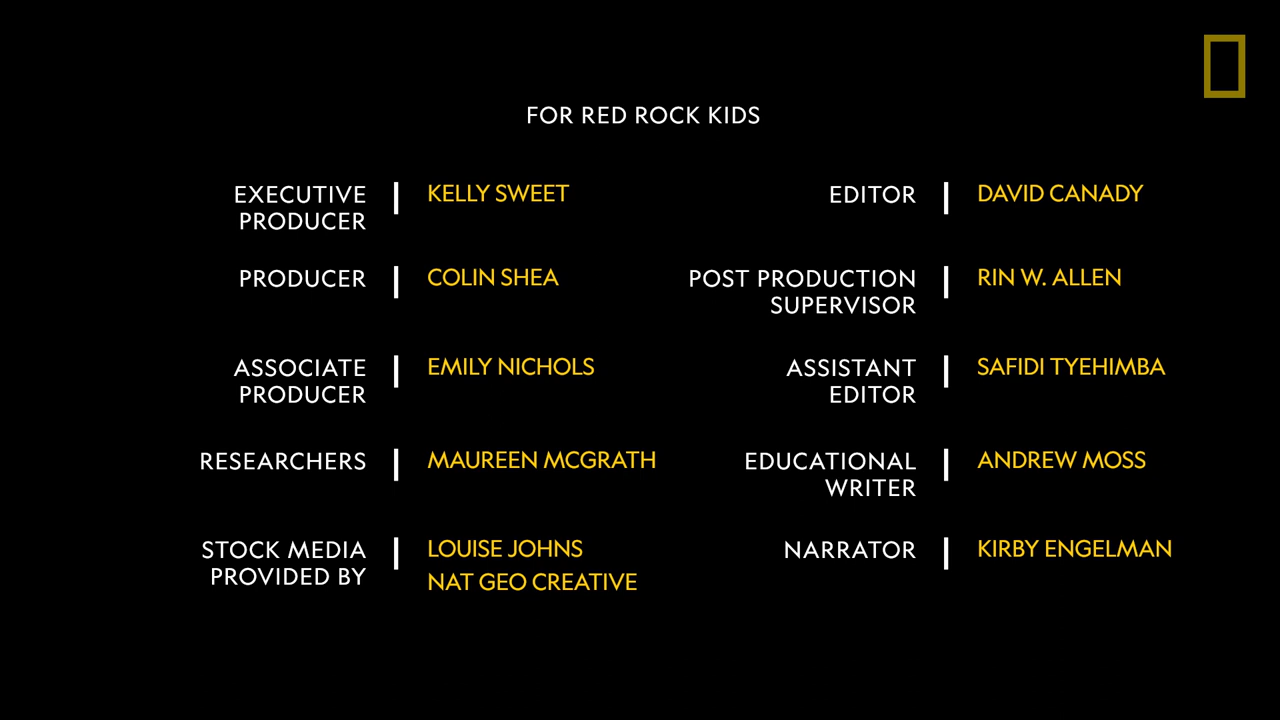 FOR RED ROCK KIDS
EXECUTIVE
PRODUCER
KELLY SWEET
PRODUCER
COLIN SHEA
ASSOCIATE
PRODUCER
EMILY NICHOLS
RESEARCHERS
MAUREEN MCGRATH
STOCK MEDIA
PROVIDED BY
LOUISE JOHNS
NAT GEO CREATIVE
EDITOR
DAVID CANADY
POST PRODUCTION
SUPERVISOR
RIN W. ALLEN
ASSISTANT
EDITOR
SAFIDI TYEHIMBA
EDUCATIONAL
WRITER
ANDREW MOSS
NARRATOR
KIRBY ENGELMAN